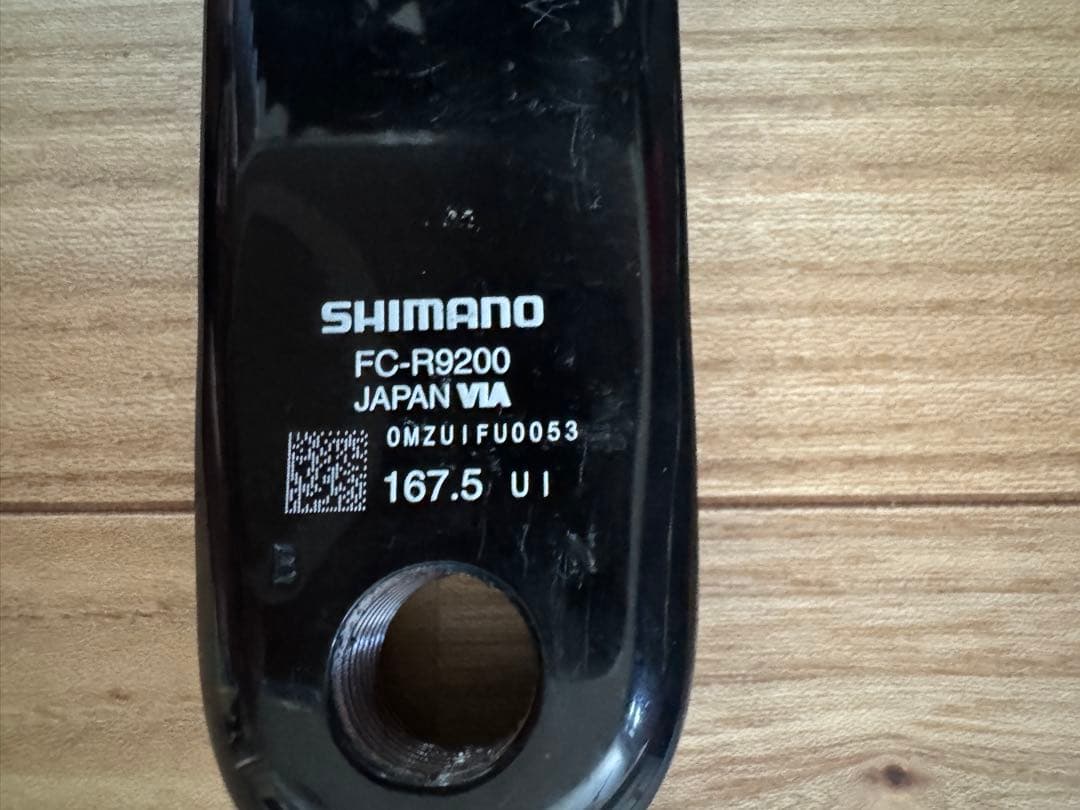 SHIMANO
FC-R9200
JAPAN VIA
0MZUIFU0053
167.5 UI